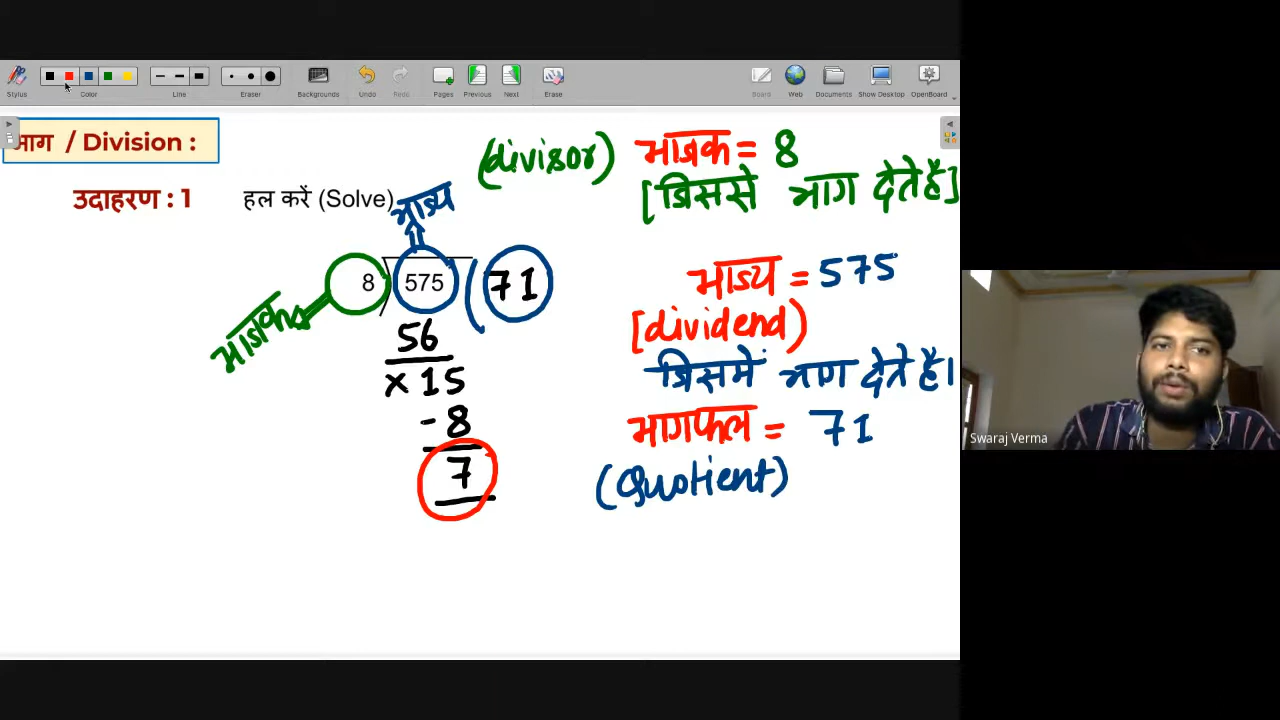 Stylus Color Line Eraser Backgrounds Undo Redo Pages Previous Next Erase Board Web Documents Show Desktop OpenBoard
भाग / Division :
(divisor) भाजक = 8
[जिससे भाग देते हैं]
उदाहरण : 1 हल करें (Solve)
भाज्य
8 575 71
भाजक
56
× 15
- 8
7
भाज्य = 575
[dividend)
जिसमें भाग देते हैं।
भागफल = 71
(Quotient)
Swaraj Verma